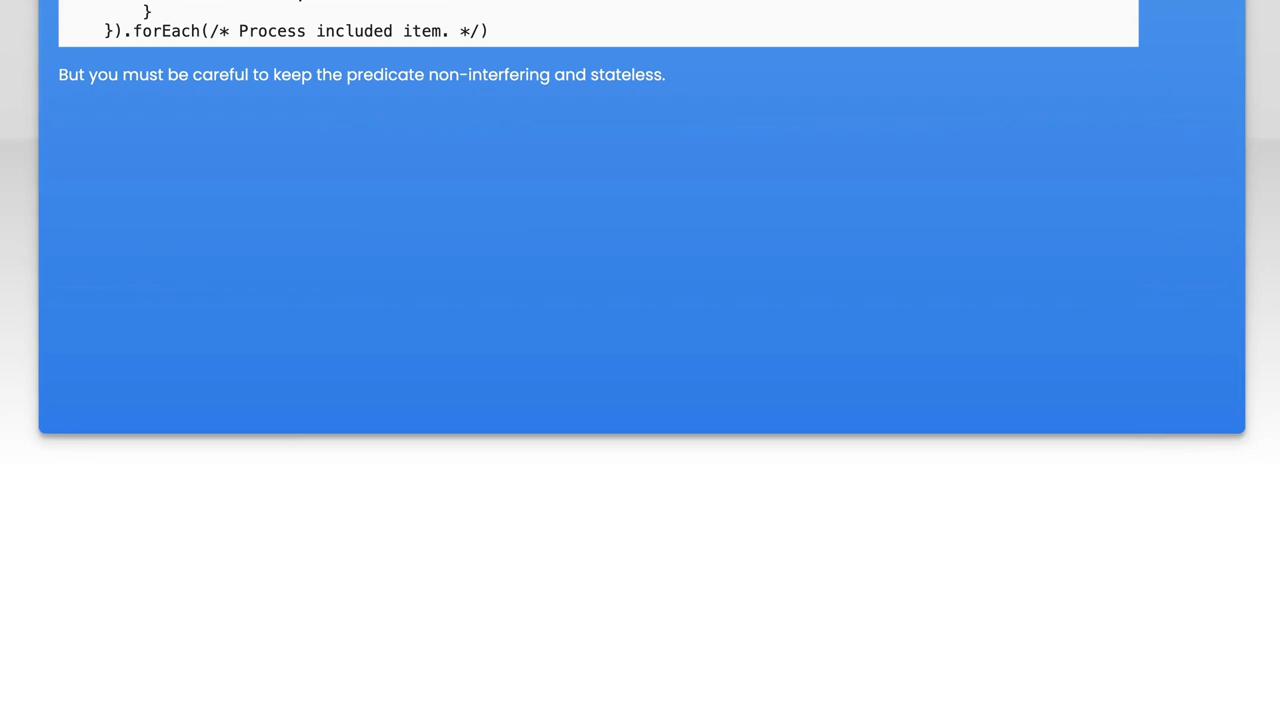 }
}).forEach(/* Process included item. */)
But you must be careful to keep the predicate non-interfering and stateless.